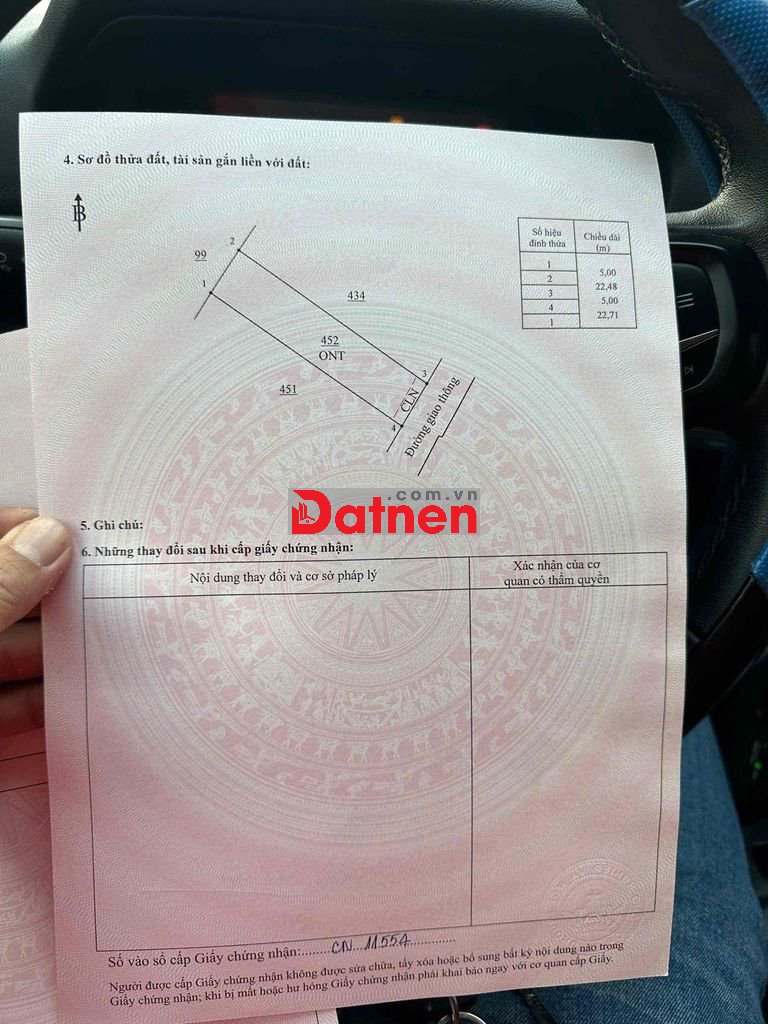 4. Sơ đồ thửa đất, tài sản gắn liền với đất:
B
Số hiệu đỉnh thửa
Chiều dài (m)
1
5,00
2
22,48
3
5,00
4
22,71
1
99
2
1
434
452
ONT
451
3
CLN
4
Đường giao thông
.com.vn
Datnen
5. Ghi chú:
6. Những thay đổi sau khi cấp giấy chứng nhận:
Nội dung thay đổi và cơ sở pháp lý
Xác nhận của cơ
quan có thẩm quyền
Số vào sổ cấp Giấy chứng nhận:........CN...11554.............
Người được cấp Giấy chứng nhận không được sửa chữa, tẩy xóa hoặc bổ sung bất kỳ nội dung nào trong
Giấy chứng nhận; khi bị mất hoặc hư hỏng Giấy chứng nhận phải khai báo ngay với cơ quan cấp Giấy.